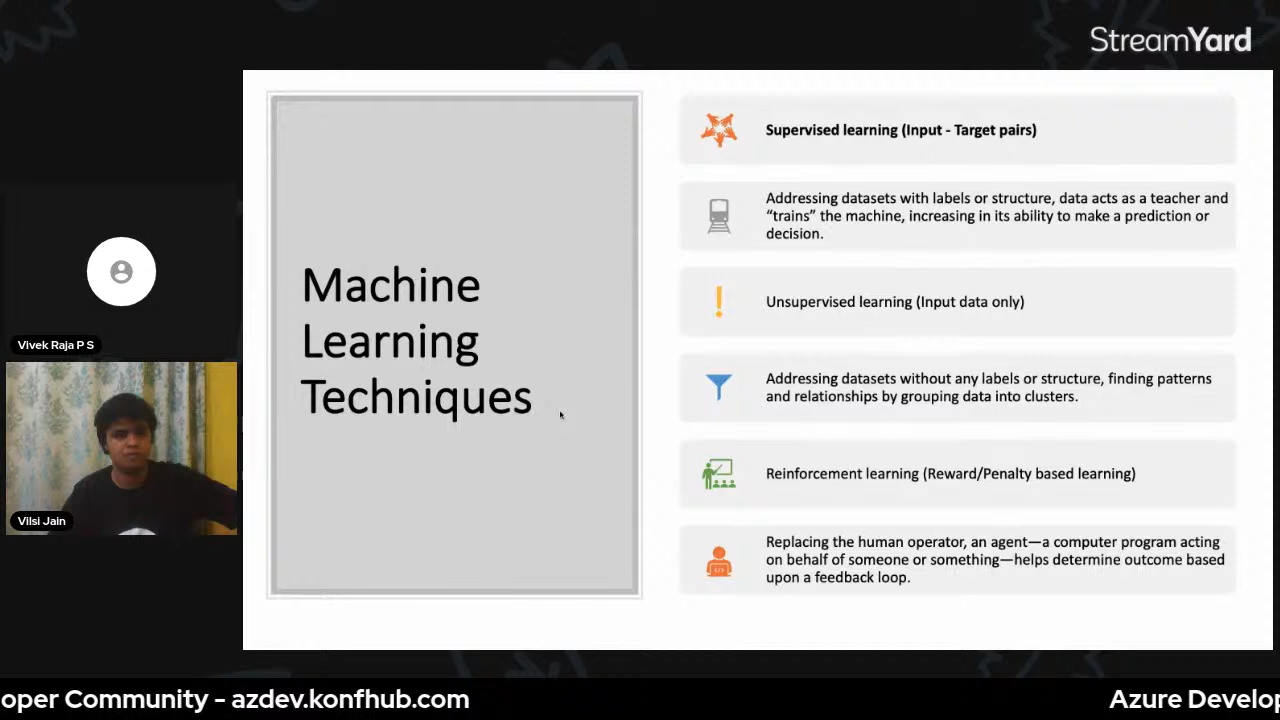 StreamYard
Machine
Learning
Techniques
Supervised learning (Input - Target pairs)
Addressing datasets with labels or structure, data acts as a teacher and
“trains” the machine, increasing in its ability to make a prediction or
decision.
Unsupervised learning (Input data only)
Addressing datasets without any labels or structure, finding patterns
and relationships by grouping data into clusters.
Reinforcement learning (Reward/Penalty based learning)
Replacing the human operator, an agent—a computer program acting
on behalf of someone or something—helps determine outcome based
upon a feedback loop.
Vivek Raja P S
Vilsi Jain
oper Community - azdev.konfhub.com
Azure Develop